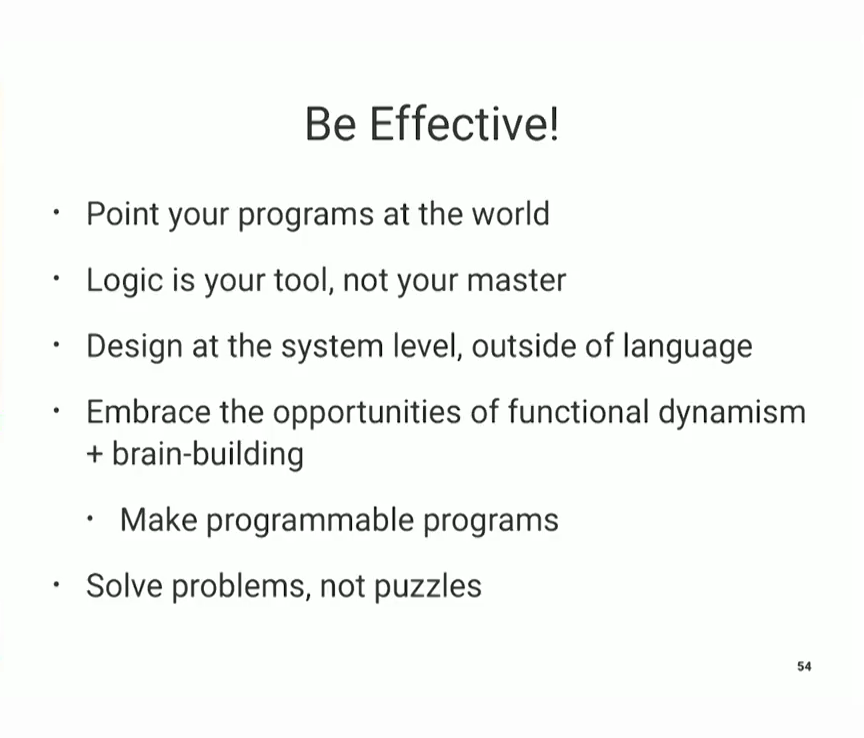 Be Effective!
• Point your programs at the world
• Logic is your tool, not your master
• Design at the system level, outside of language
• Embrace the opportunities of functional dynamism
+ brain-building
• Make programmable programs
• Solve problems, not puzzles
54